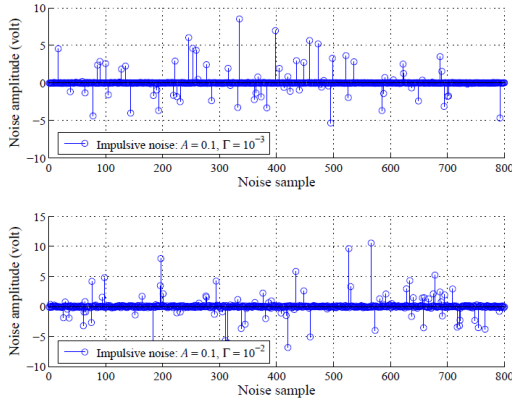 10
5
0
−5
−10
Noise amplitude (volt)
Impulsive noise: A = 0.1, Γ = 10⁻³
0 100 200 300 400 500 600 700 800
Noise sample
15
10
5
0
−5
−10
Noise amplitiude (volt)
Impulsive noise: A = 0.1, Γ = 10⁻²
0 100 200 300 400 500 600 700 800
Noise sample